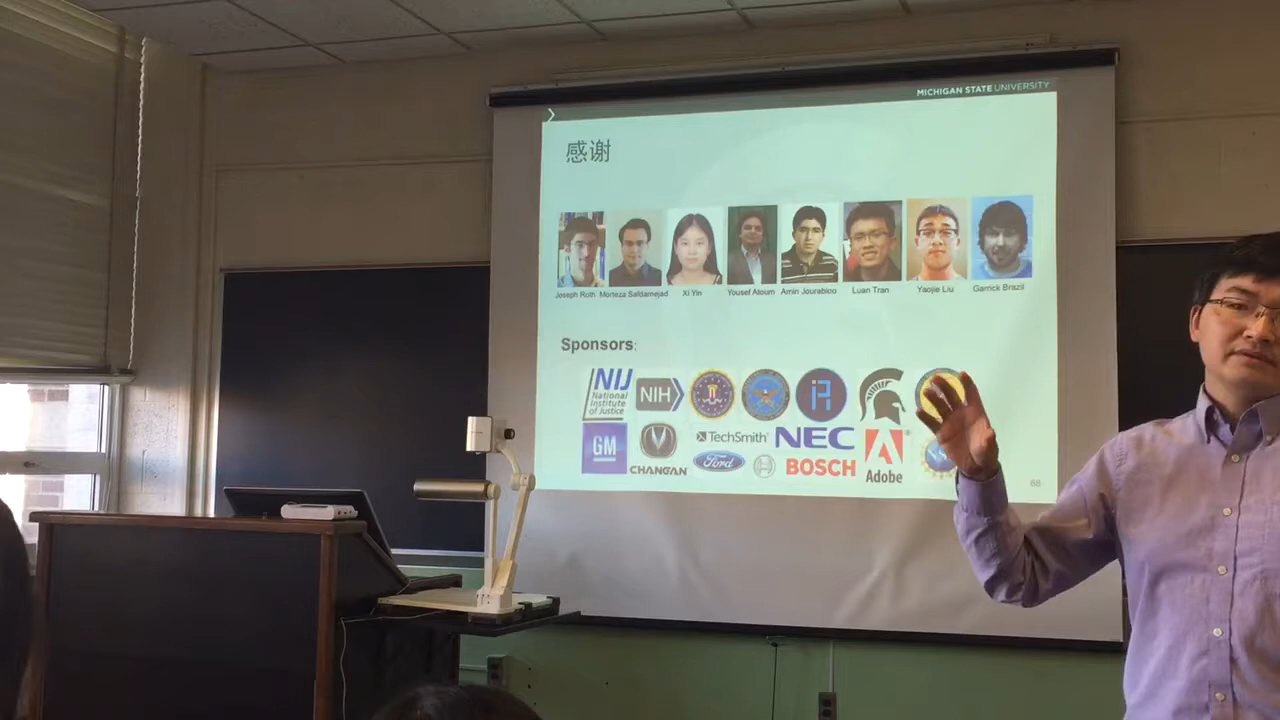 MICHIGAN STATE UNIVERSITY
感谢
Joseph Roth Morteza Safdarnejad Xi Yin Yousef Atoum Amin Jourabloo Luan Tran Yaojie Liu Garrick Brazil
Sponsors:
NIJ
National
Institute
of Justice
NIH
GM
CHANGAN
TechSmith
Ford
NEC
BOSCH
Adobe
68